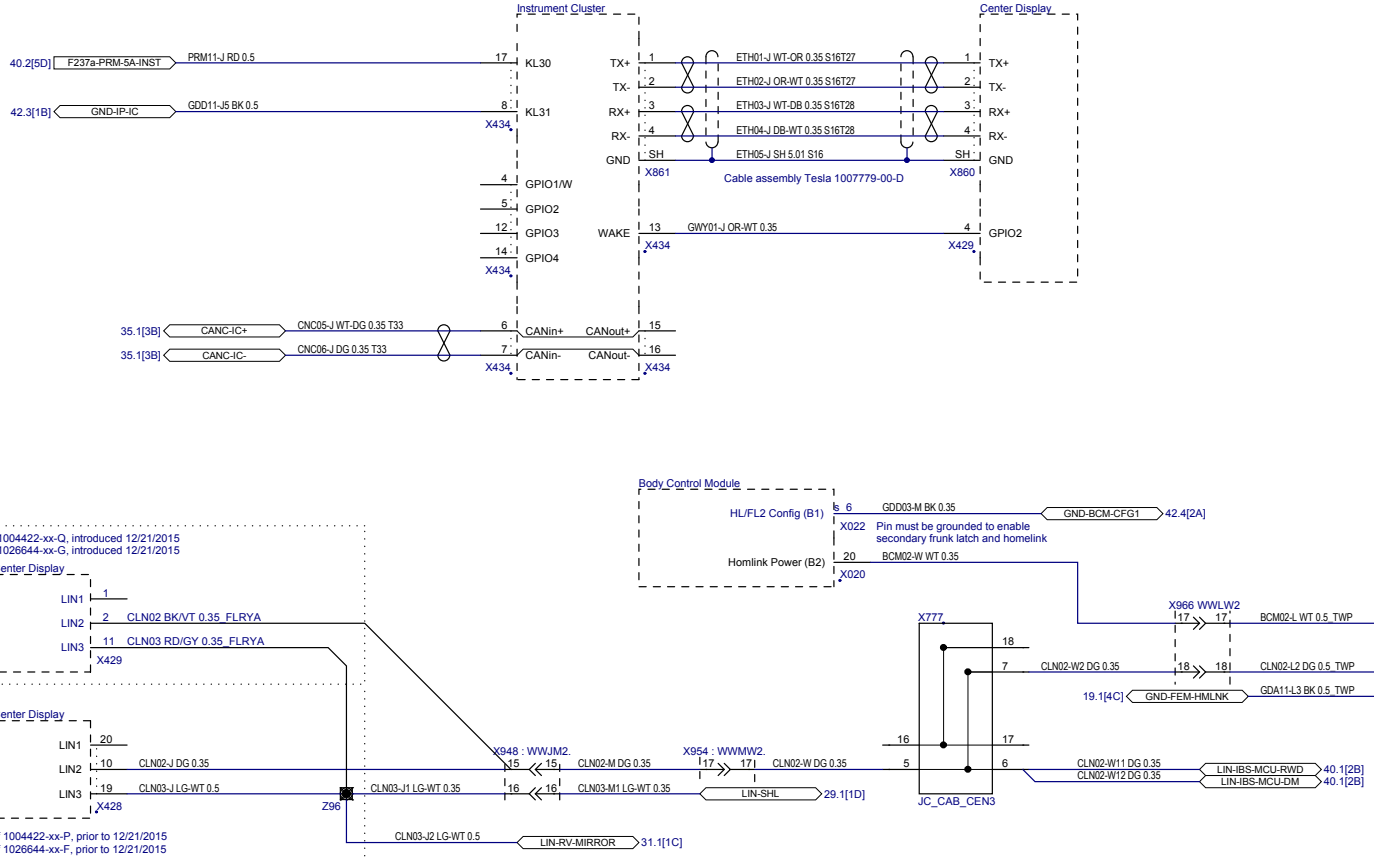 Instrument Cluster
Center Display
40.2[5D] F237a-PRM-5A-INST PRM11-J RD 0.5 17 KL30
TX+ 1 ETH01-J WT-OR 0.35 S16T27 1 TX+
TX- 2 ETH02-J OR-WT 0.35 S16T27 2 TX-
42.3[1B] GND-IP-IC GDD11-J5 BK 0.5 8 KL31
X434
RX+ 3 ETH03-J WT-DB 0.35 S16T28 3 RX+
RX- 4 ETH04-J DB-WT 0.35 S16T28 4 RX-
GND SH ETH05-J SH 5.01 S16 SH GND
X861 Cable assembly Tesla 1007779-00-D X860
4 GPIO1/W
5 GPIO2
12 GPIO3
WAKE 13 GWY01-J OR-WT 0.35 4 GPIO2
X434 X429
14 GPIO4
X434
35.1[3B] CANC-IC+ CNC05-J WT-DG 0.35 T33 6 CANin+ CANout+ 15
35.1[3B] CANC-IC- CNC06-J DG 0.35 T33 7 CANin- CANout- 16
X434 X434
Body Control Module
HL/FL2 Config (B1) s 6 GDD03-M BK 0.35 GND-BCM-CFG1 42.4[2A]
X022 Pin must be grounded to enable
secondary frunk latch and homelink
Homlink Power (B2) 20 BCM02-W WT 0.35
X020
1004422-xx-Q, introduced 12/21/2015
1026644-xx-G, introduced 12/21/2015
enter Display
LIN1 1
LIN2 2 CLN02 BK/VT 0.35_FLRYA
LIN3 11 CLN03 RD/GY 0.35_FLRYA
X429
X777
X966 WWLW2
17 17 BCM02-L WT 0.5_TWP
18
7 CLN02-W2 DG 0.35 18 18 CLN02-L2 DG 0.5_TWP
19.1[4C] GND-FEM-HMLNK GDA11-L3 BK 0.5_TWP
enter Display
LIN1 20
16 17
X948 : WWJM2. X954 : WWMW2.
LIN2 10 CLN02-J DG 0.35 15 15 CLN02-M DG 0.35 17 17 CLN02-W DG 0.35 5 6 CLN02-W11 DG 0.35 LIN-IBS-MCU-RWD 40.1[2B]
CLN02-W12 DG 0.35 LIN-IBS-MCU-DM 40.1[2B]
LIN3 19 CLN03-J LG-WT 0.5 CLN03-J1 LG-WT 0.35 16 16 CLN03-M1 LG-WT 0.35 LIN-SHL 29.1[1D]
X428 Z96 JC_CAB_CEN3
1004422-xx-P, prior to 12/21/2015
CLN03-J2 LG-WT 0.5 LIN-RV-MIRROR 31.1[1C]
1026644-xx-F, prior to 12/21/2015